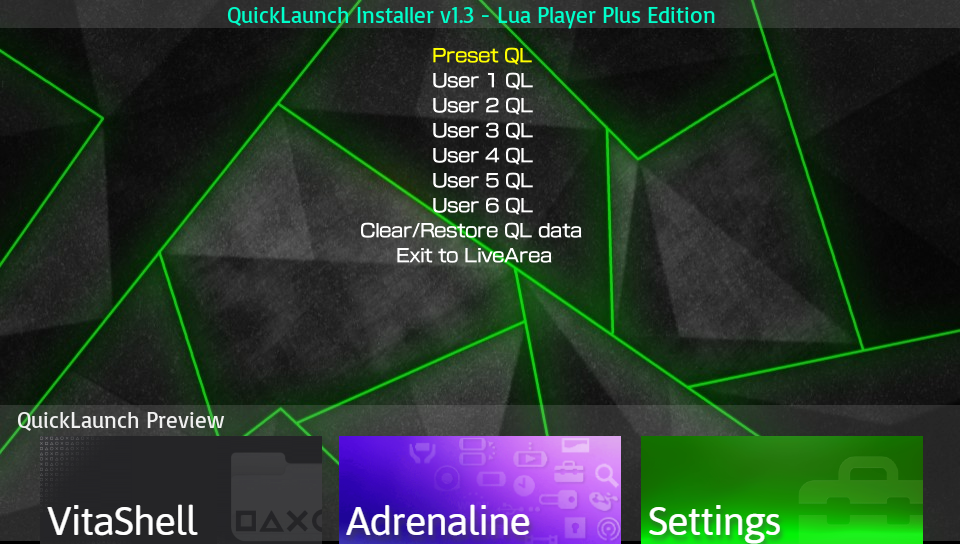 QuickLaunch Installer v1.3 - Lua Player Plus Edition
Preset QL
User 1 QL
User 2 QL
User 3 QL
User 4 QL
User 5 QL
User 6 QL
Clear/Restore QL data
Exit to LiveArea
QuickLaunch Preview
VitaShell
Adrenaline
Settings